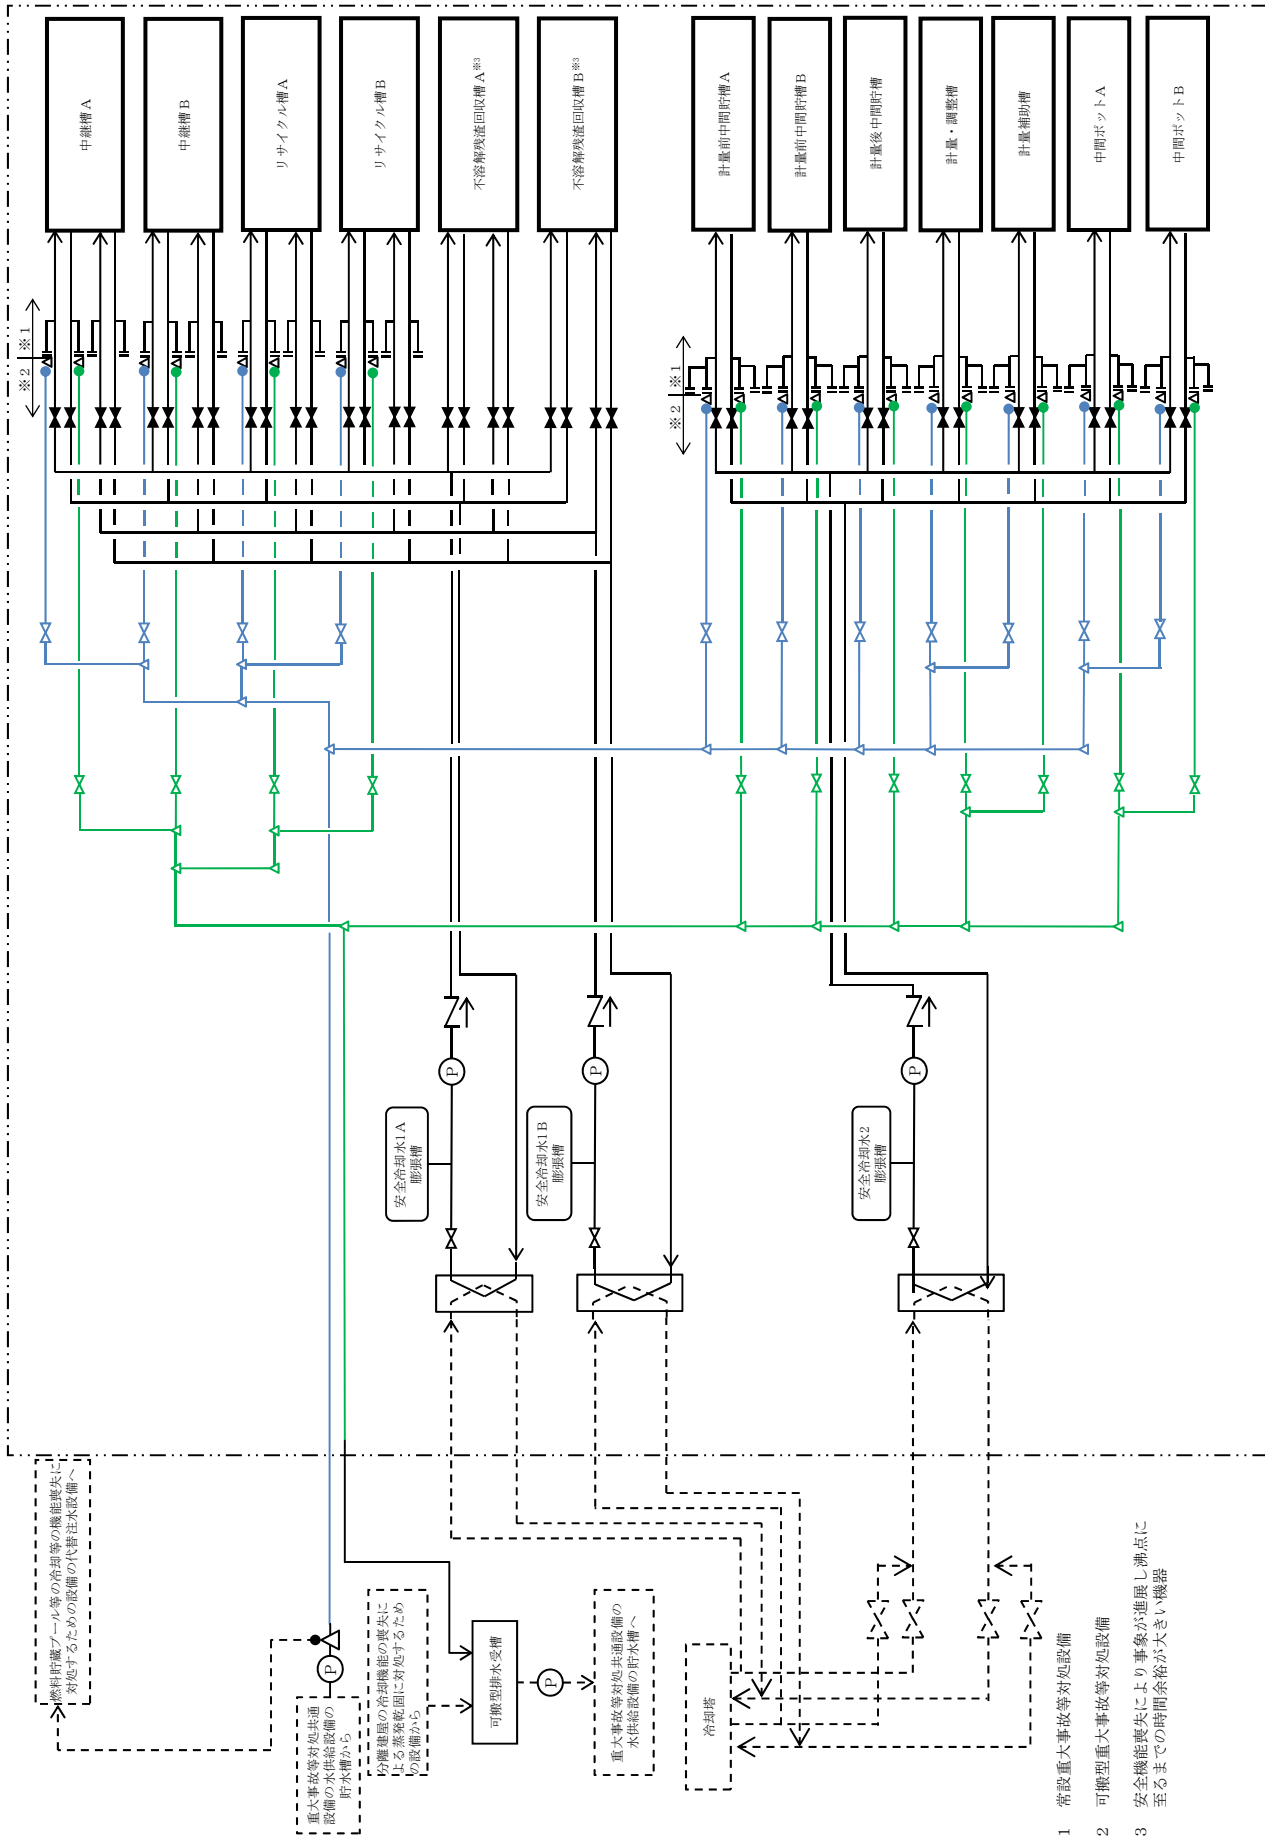 中継槽A
中継槽B
リサイクル槽A
リサイクル槽B
不溶解残渣回収槽A※3
不溶解残渣回収槽B※3
計量前中間貯槽A
計量前中間貯槽B
計量後中間貯槽
計量・調整槽
計量補助槽
中間ポットA
中間ポットB
※2 ※1
※2 ※1
P
P
P
安全冷却水1A
膨張槽
安全冷却水1B
膨張槽
安全冷却水2
膨張槽
燃料貯蔵プール等の冷却等の機能喪失に
対処するための設備の代替注水設備へ
P
重大事故等対処共通
設備の水供給設備の
貯水槽から
分離建屋の冷却機能の喪失に
よる蒸発乾固に対処するため
の設備から
可搬型排水受槽
P
重大事故等対処共通設備の
水供給設備の貯水槽へ
冷却塔
1 常設重大事故等対処設備
2 可搬型重大事故等対処設備
3 安全機能喪失により事象が進展し沸点に
至るまでの時間余裕が大きい機器